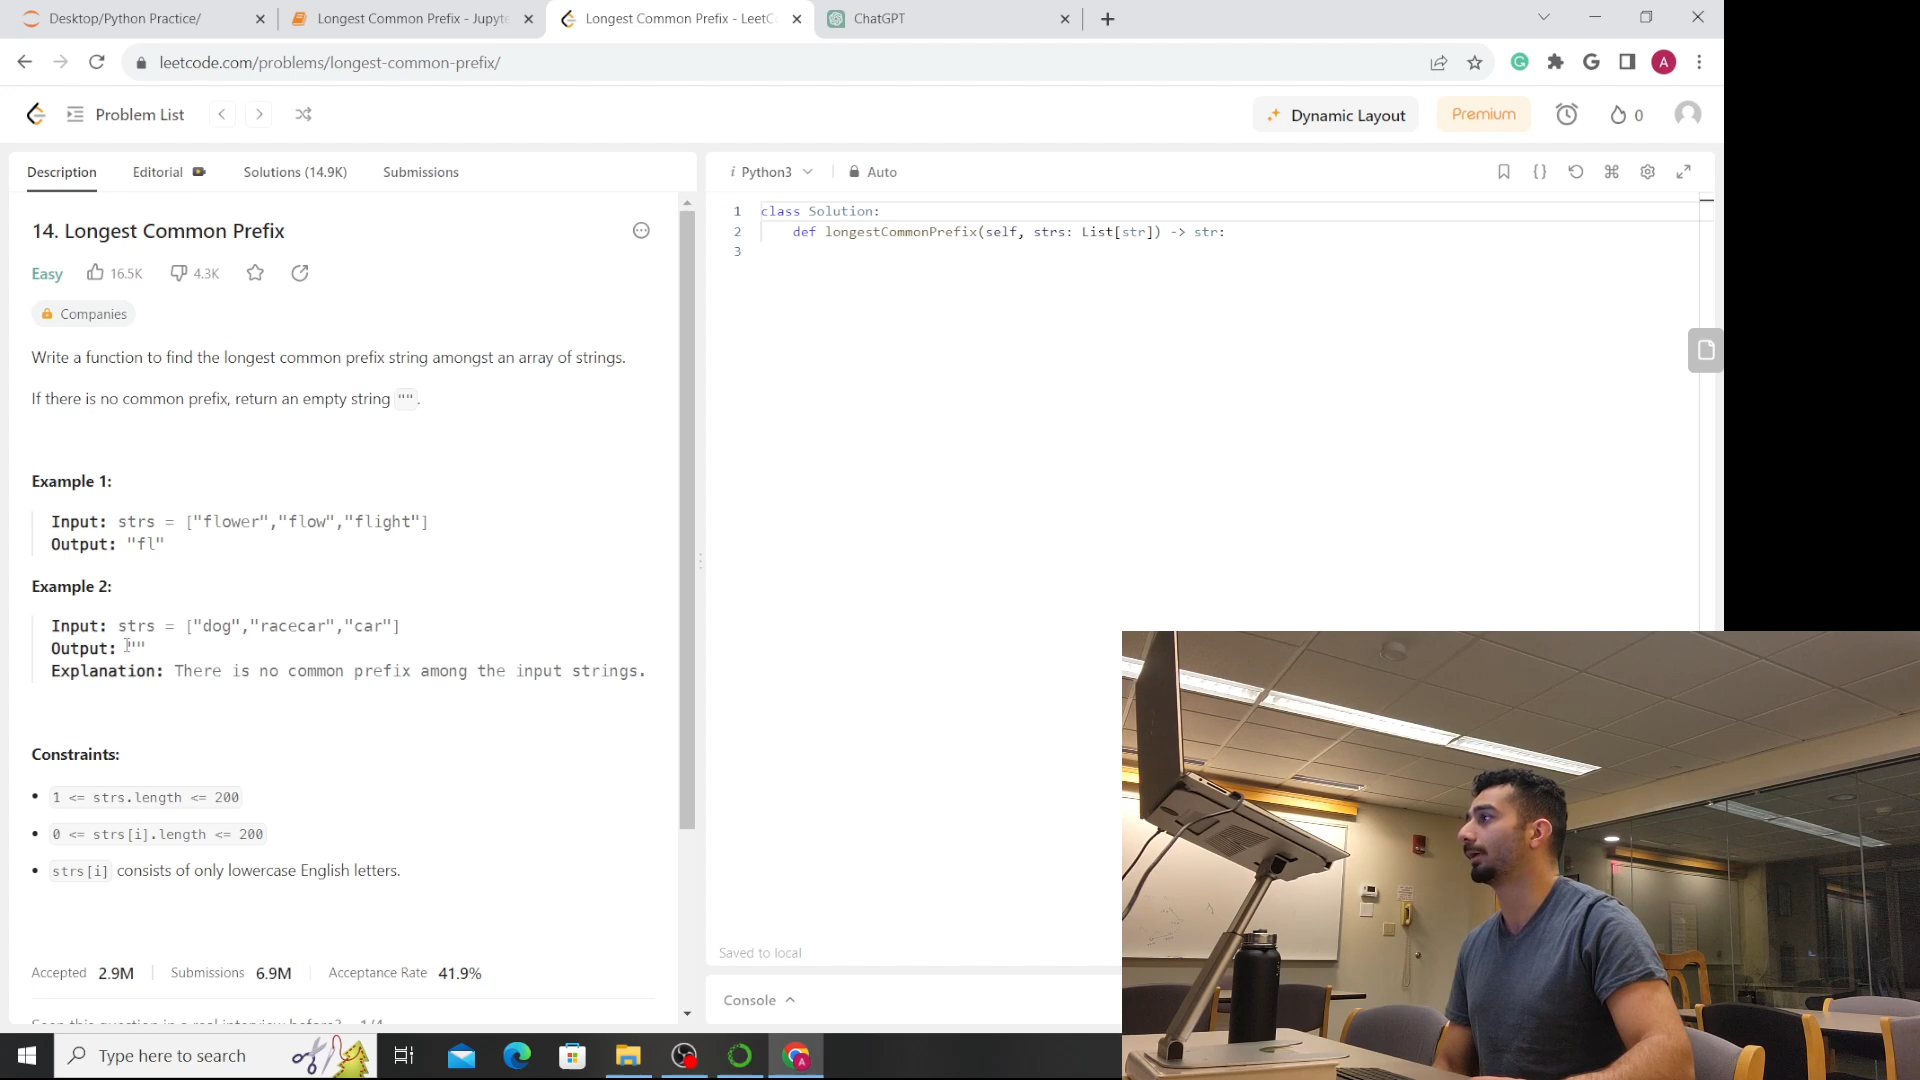 Desktop/Python Practice/
Longest Common Prefix - Jupyte
Longest Common Prefix - LeetC
ChatGPT
leetcode.com/problems/longest-common-prefix/
A
Problem List
Dynamic Layout
Premium
0
Description
Editorial
Solutions (14.9K)
Submissions
i Python3
Auto
14. Longest Common Prefix
Easy
16.5K
4.3K
Companies
Write a function to find the longest common prefix string amongst an array of strings.
If there is no common prefix, return an empty string "".
Example 1:
Input: strs = ["flower","flow","flight"]
Output: "fl"
Example 2:
Input: strs = ["dog","racecar","car"]
Output: ""
Explanation: There is no common prefix among the input strings.
Constraints:
1 <= strs.length <= 200
0 <= strs[i].length <= 200
strs[i] consists of only lowercase English letters.
Accepted 2.9M
Submissions 6.9M
Acceptance Rate 41.9%
1 class Solution:
2 def longestCommonPrefix(self, strs: List[str]) -> str:
3
Saved to local
Console
Type here to search